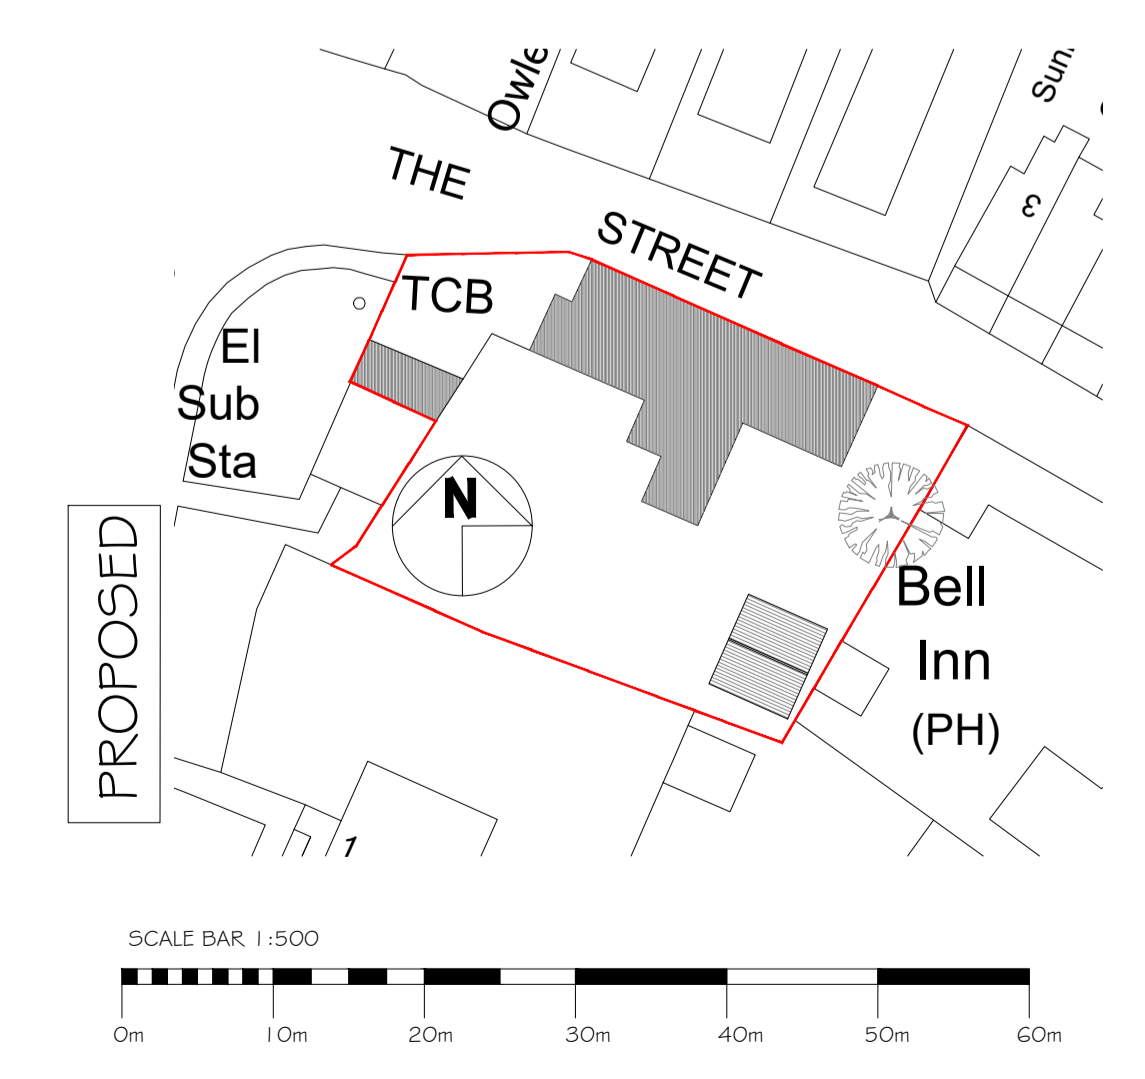 Owle
Sun
THE
3
STREET
TCB
El
Sub
Sta
N
PROPOSED
Bell
Inn
(PH)
1
SCALE BAR 1:500
0m 10m 20m 30m 40m 50m 60m